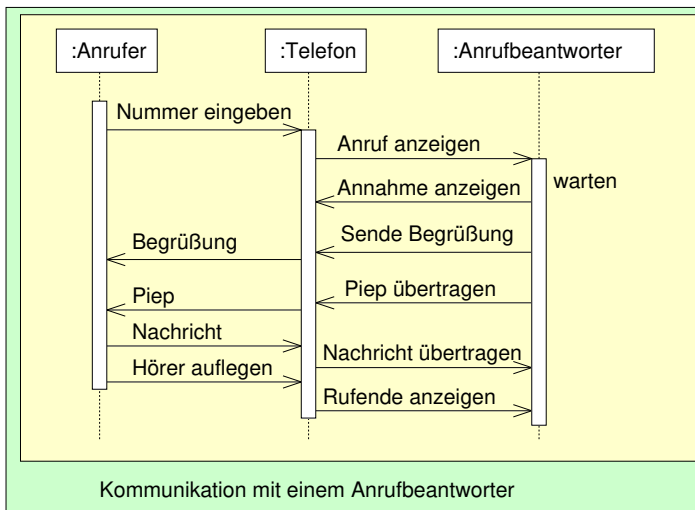 :Anrufer
:Telefon
:Anrufbeantworter
Nummer eingeben
Anruf anzeigen
warten
Annahme anzeigen
Sende Begrüßung
Begrüßung
Piep übertragen
Piep
Nachricht
Nachricht übertragen
Hörer auflegen
Rufende anzeigen
Kommunikation mit einem Anrufbeantworter